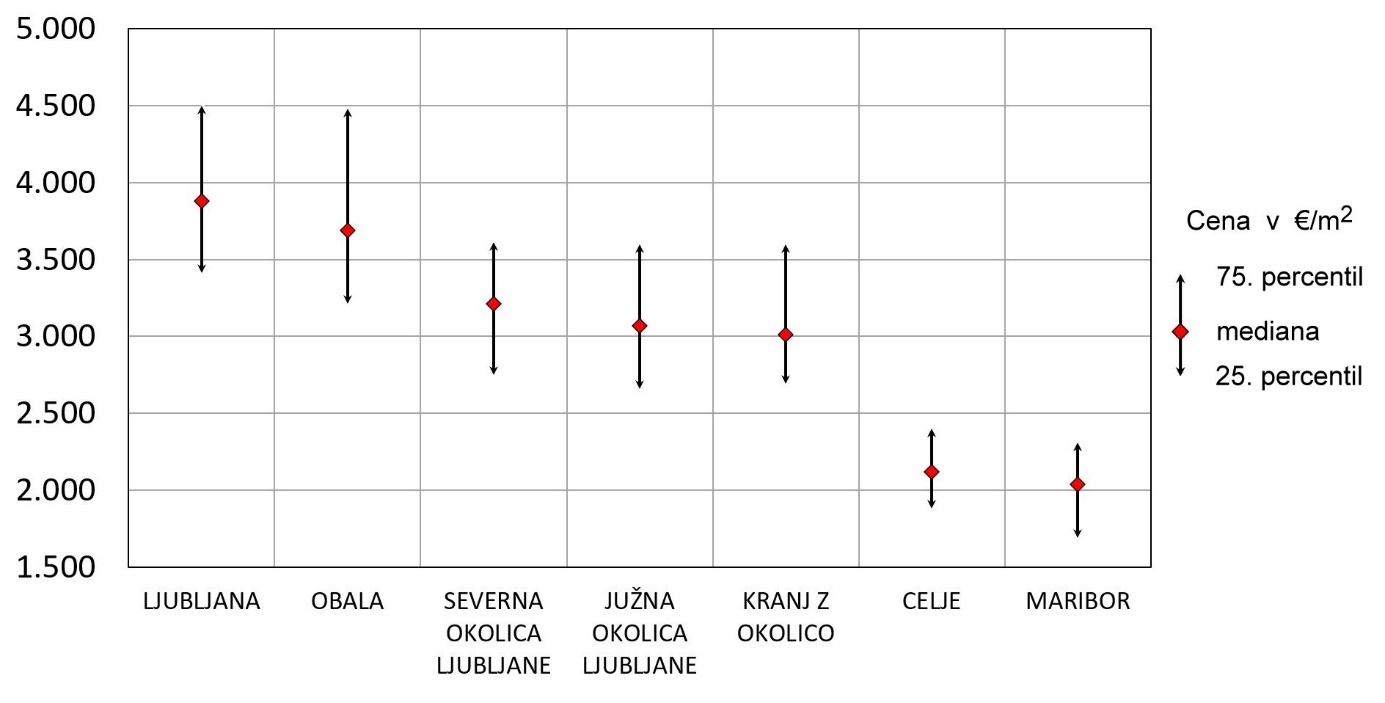 5.000
4.500
4.000
3.500
3.000
2.500
2.000
1.500
LJUBLJANA
OBALA
SEVERNA
OKOLICA
LJUBLJANE
JUŽNA
OKOLICA
LJUBLJANE
KRANJ Z
OKOLICO
CELJE
MARIBOR
Cena v €/m²
75. percentil
mediana
25. percentil